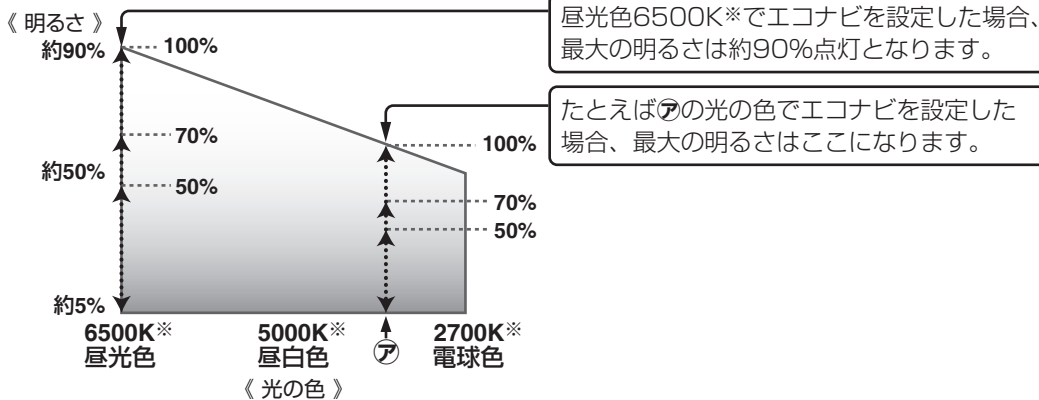 《 明るさ 》
約90%
100%
70%
約50%
50%
約5%
100%
70%
50%
6500K※
昼光色
5000K※
昼白色
㋐
2700K※
電球色
《 光の色 》
昼光色6500K※でエコナビを設定した場合、
最大の明るさは約90%点灯となります。
たとえば㋐の光の色でエコナビを設定した
場合、最大の明るさはここになります。